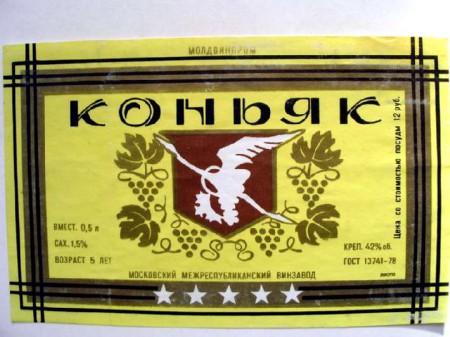 МОЛДВИНПРОМ
КОНЬЯК
ВМЕСТ. 0,5 л
САХ. 1,5%
ВОЗРАСТ 5 ЛЕТ
КРЕП. 42% об.
ГОСТ 13741-78
Цена со стоимостью посуды 12 руб.
МОСКОВСКИЙ МЕЖРЕСПУБЛИКАНСКИЙ ВИНЗАВОД